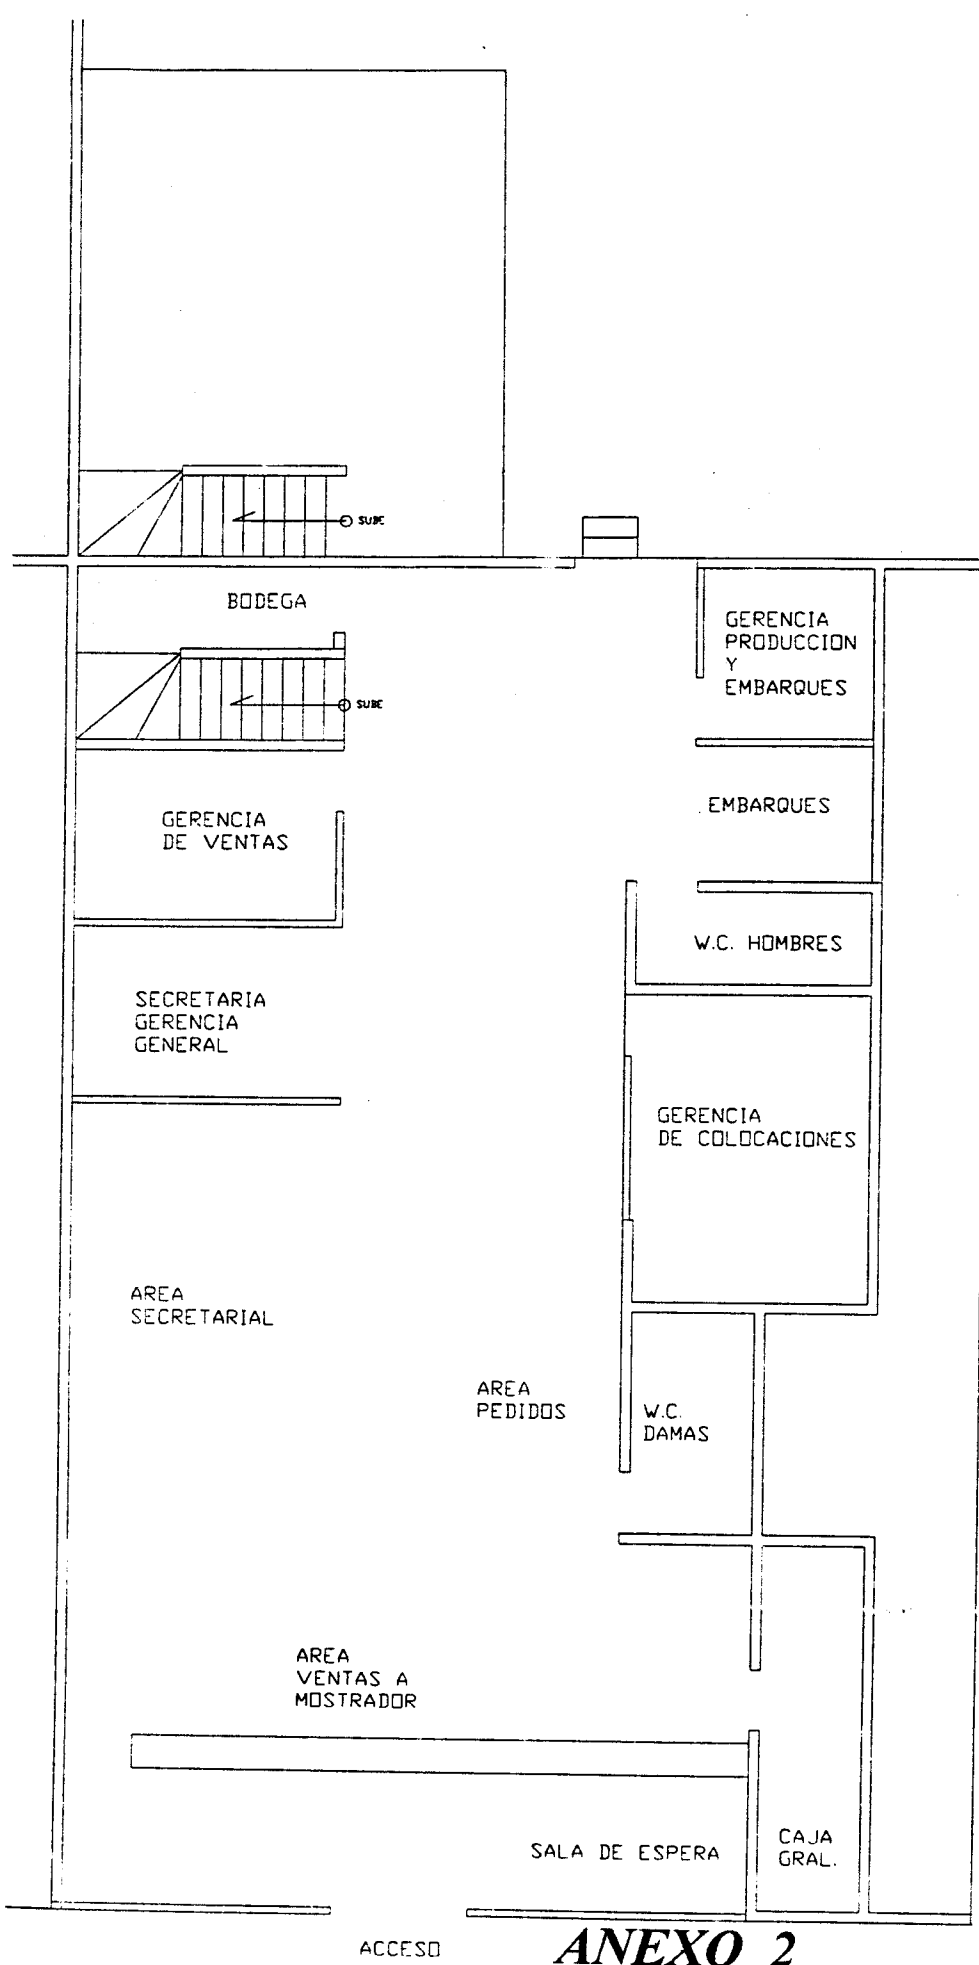 SUBE
BODEGA
GERENCIA
PRODUCCION
Y
EMBARQUES
SUBE
EMBARQUES
GERENCIA
DE VENTAS
W.C. HOMBRES
SECRETARIA
GERENCIA
GENERAL
GERENCIA
DE COLOCACIONES
AREA
SECRETARIAL
AREA
PEDIDOS
W.C.
DAMAS
AREA
VENTAS A
MOSTRADOR
SALA DE ESPERA
CAJA
GRAL.
ACCESO
ANEXO 2